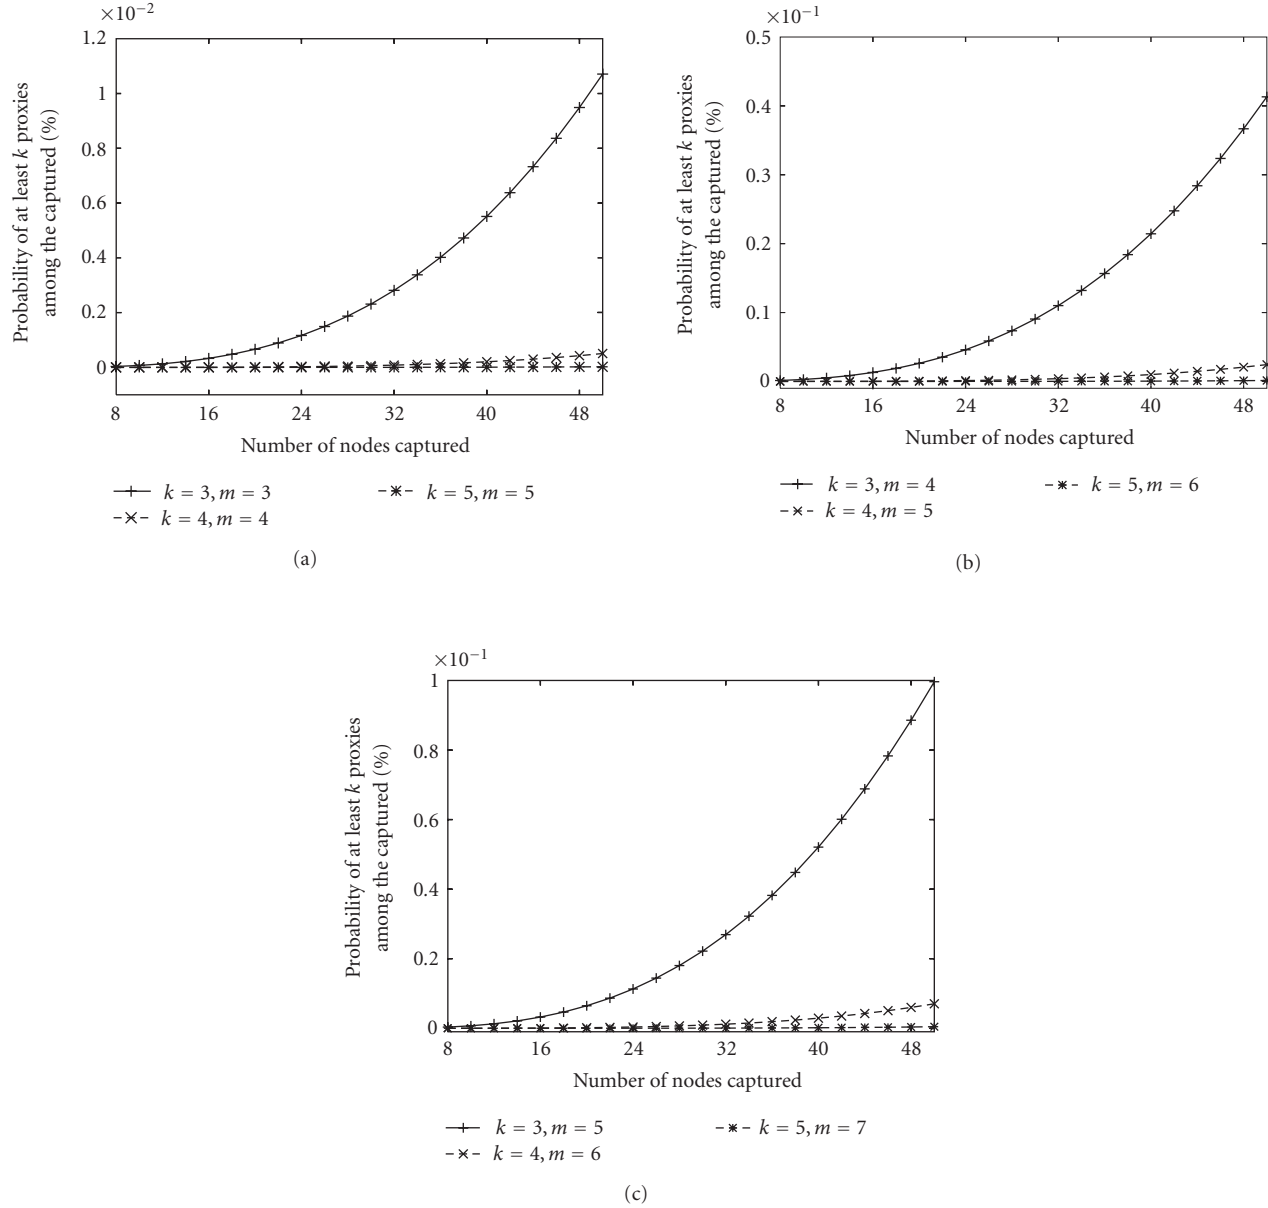 ×10−2
1.2
1
0.8
0.6
0.4
0.2
0
8 16 24 32 40 48
Probability of at least k proxies
among the captured (%)
Number of nodes captured
k = 3, m = 3
k = 4, m = 4
k = 5, m = 5
(a)
×10−1
0.5
0.4
0.3
0.2
0.1
0
8 16 24 32 40 48
Probability of at least k proxies
among the captured (%)
Number of nodes captured
k = 3, m = 4
k = 4, m = 5
k = 5, m = 6
(b)
×10−1
1
0.8
0.6
0.4
0.2
0
8 16 24 32 40 48
Probability of at least k proxies
among the captured (%)
Number of nodes captured
k = 3, m = 5
k = 4, m = 6
k = 5, m = 7
(c)